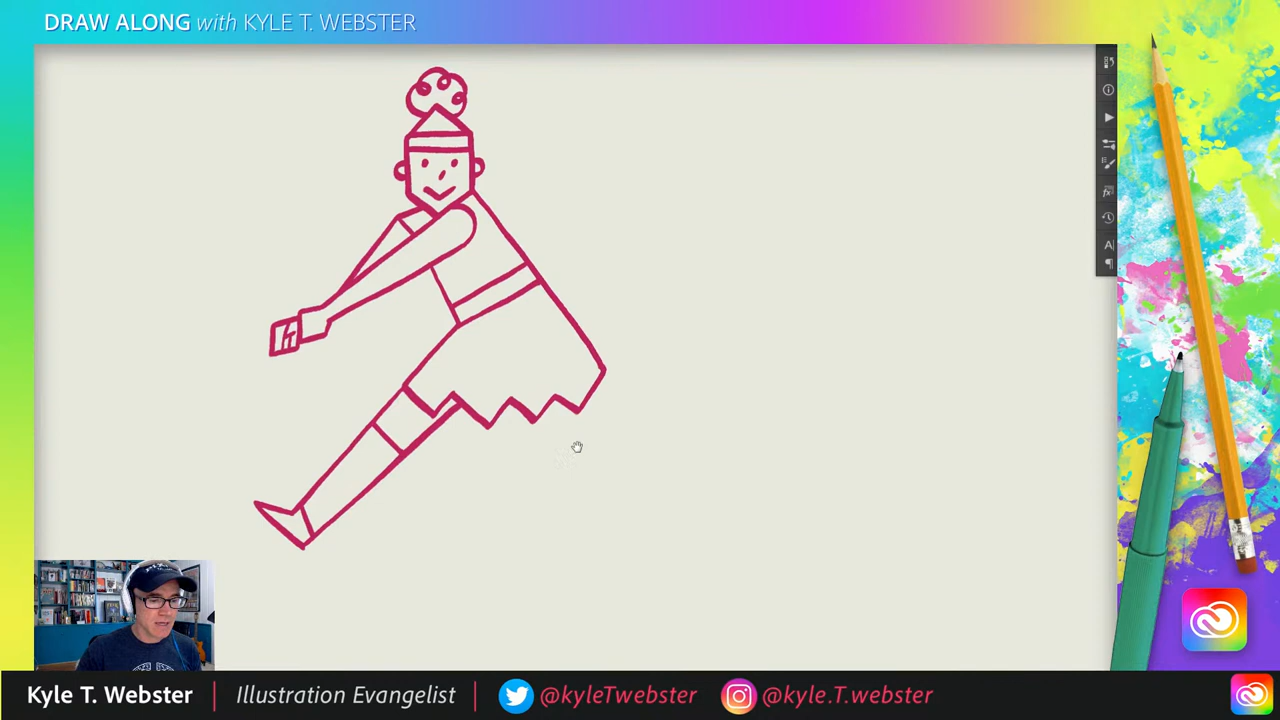 DRAW ALONG with KYLE T. WEBSTER
Kyle T. Webster | Illustration Evangelist | @kyleTwebster @kyle.T.webster